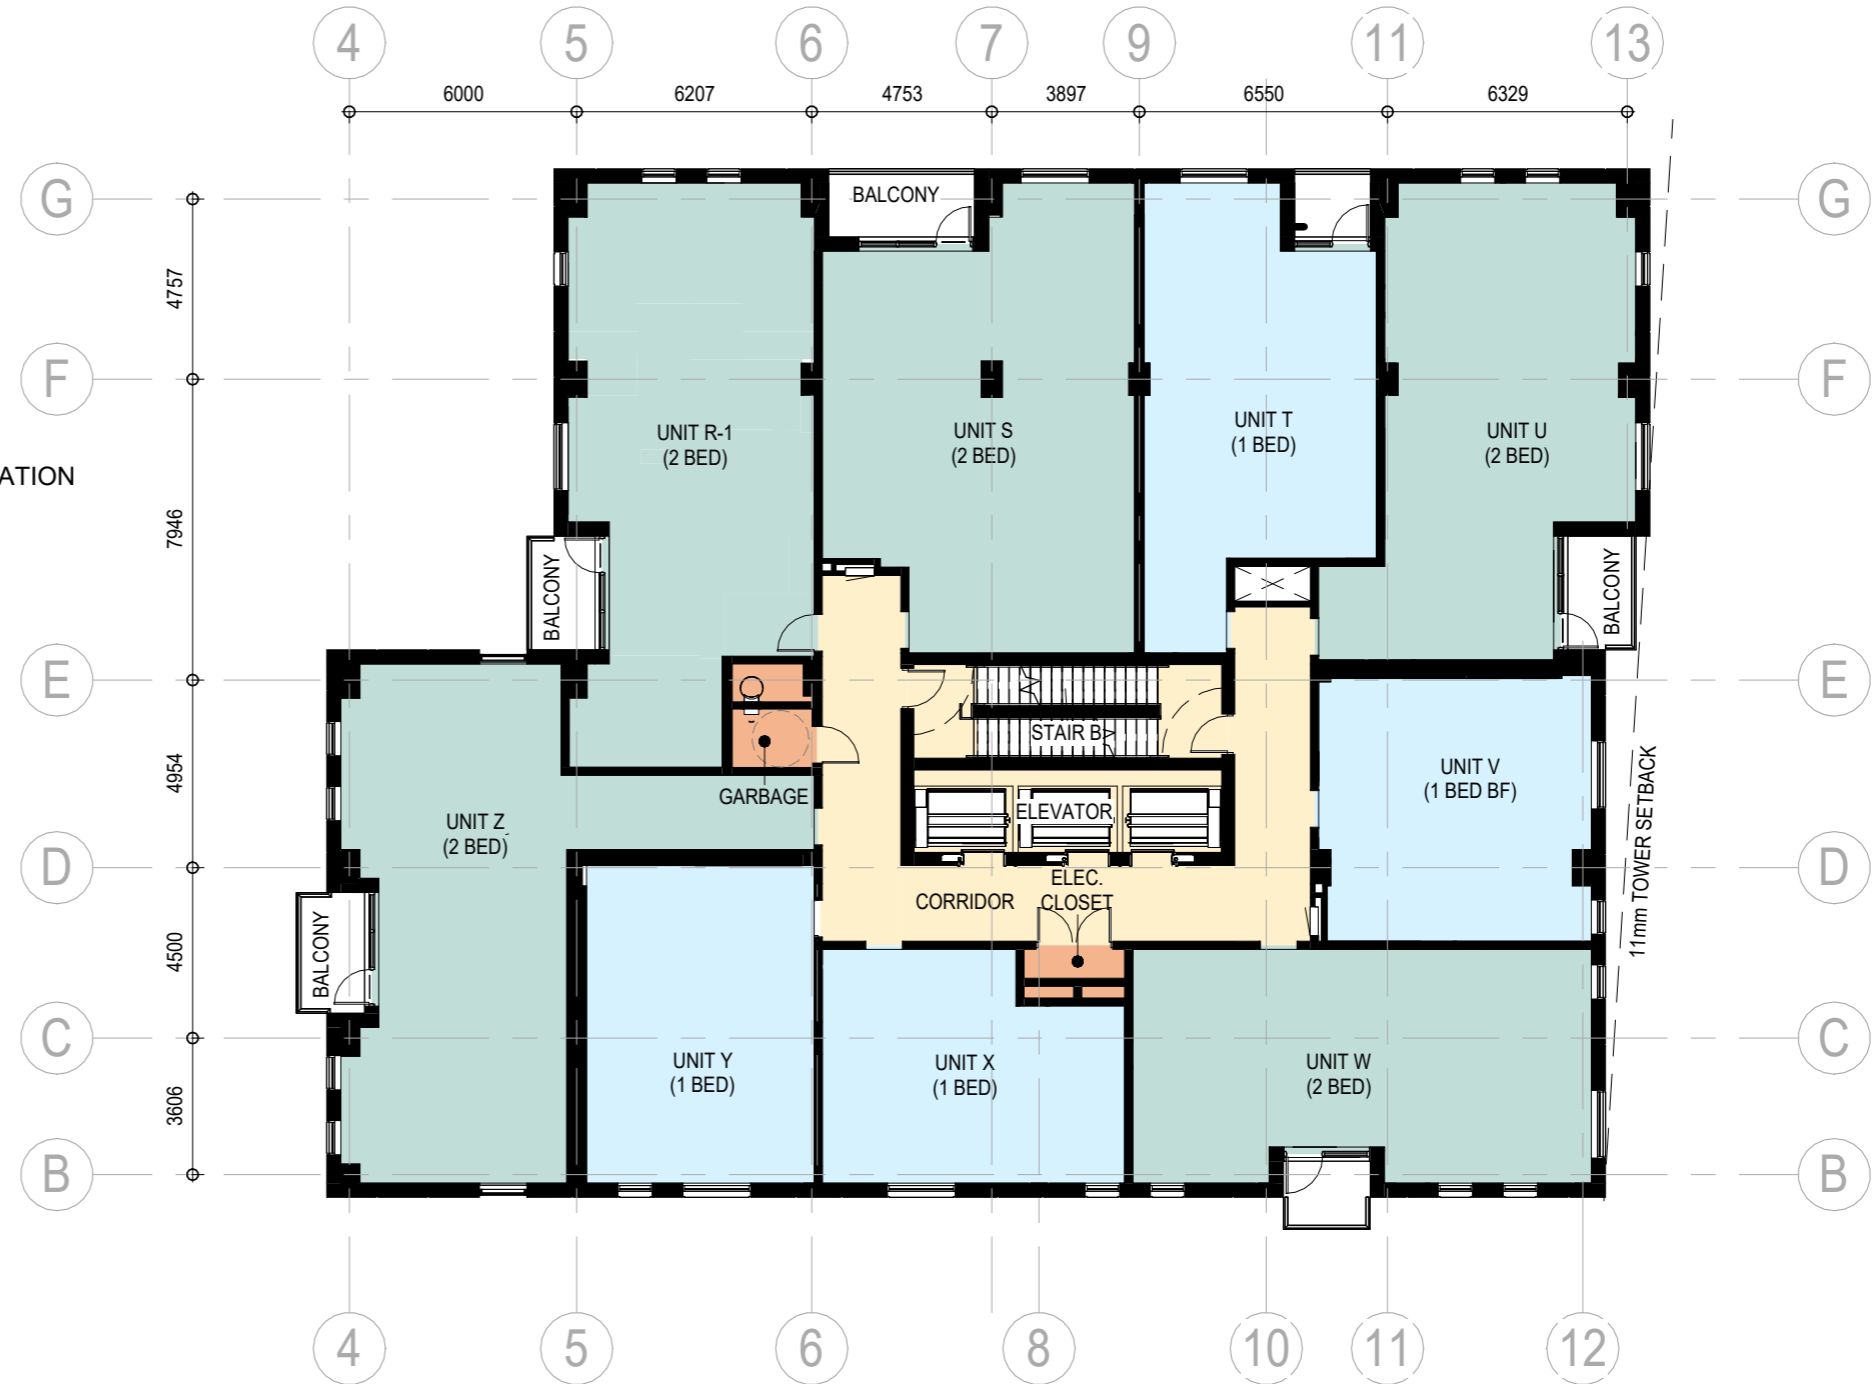 4 5 6 7 9 11 13
6000 6207 4753 3897 6550 6329
G G
BALCONY
4757
F F
UNIT R-1
(2 BED)
UNIT S
(2 BED)
UNIT T
(1 BED)
UNIT U
(2 BED)
ATION
7946
BALCONY
BALCONY
E E
STAIR B
4954
GARBAGE
ELEVATOR
UNIT V
(1 BED BF)
11mm TOWER SETBACK
UNIT Z
(2 BED)
D D
ELEC.
CLOSET
CORRIDOR
4500
BALCONY
C C
UNIT Y
(1 BED)
UNIT X
(1 BED)
UNIT W
(2 BED)
3606
B B
4 5 6 8 10 11 12